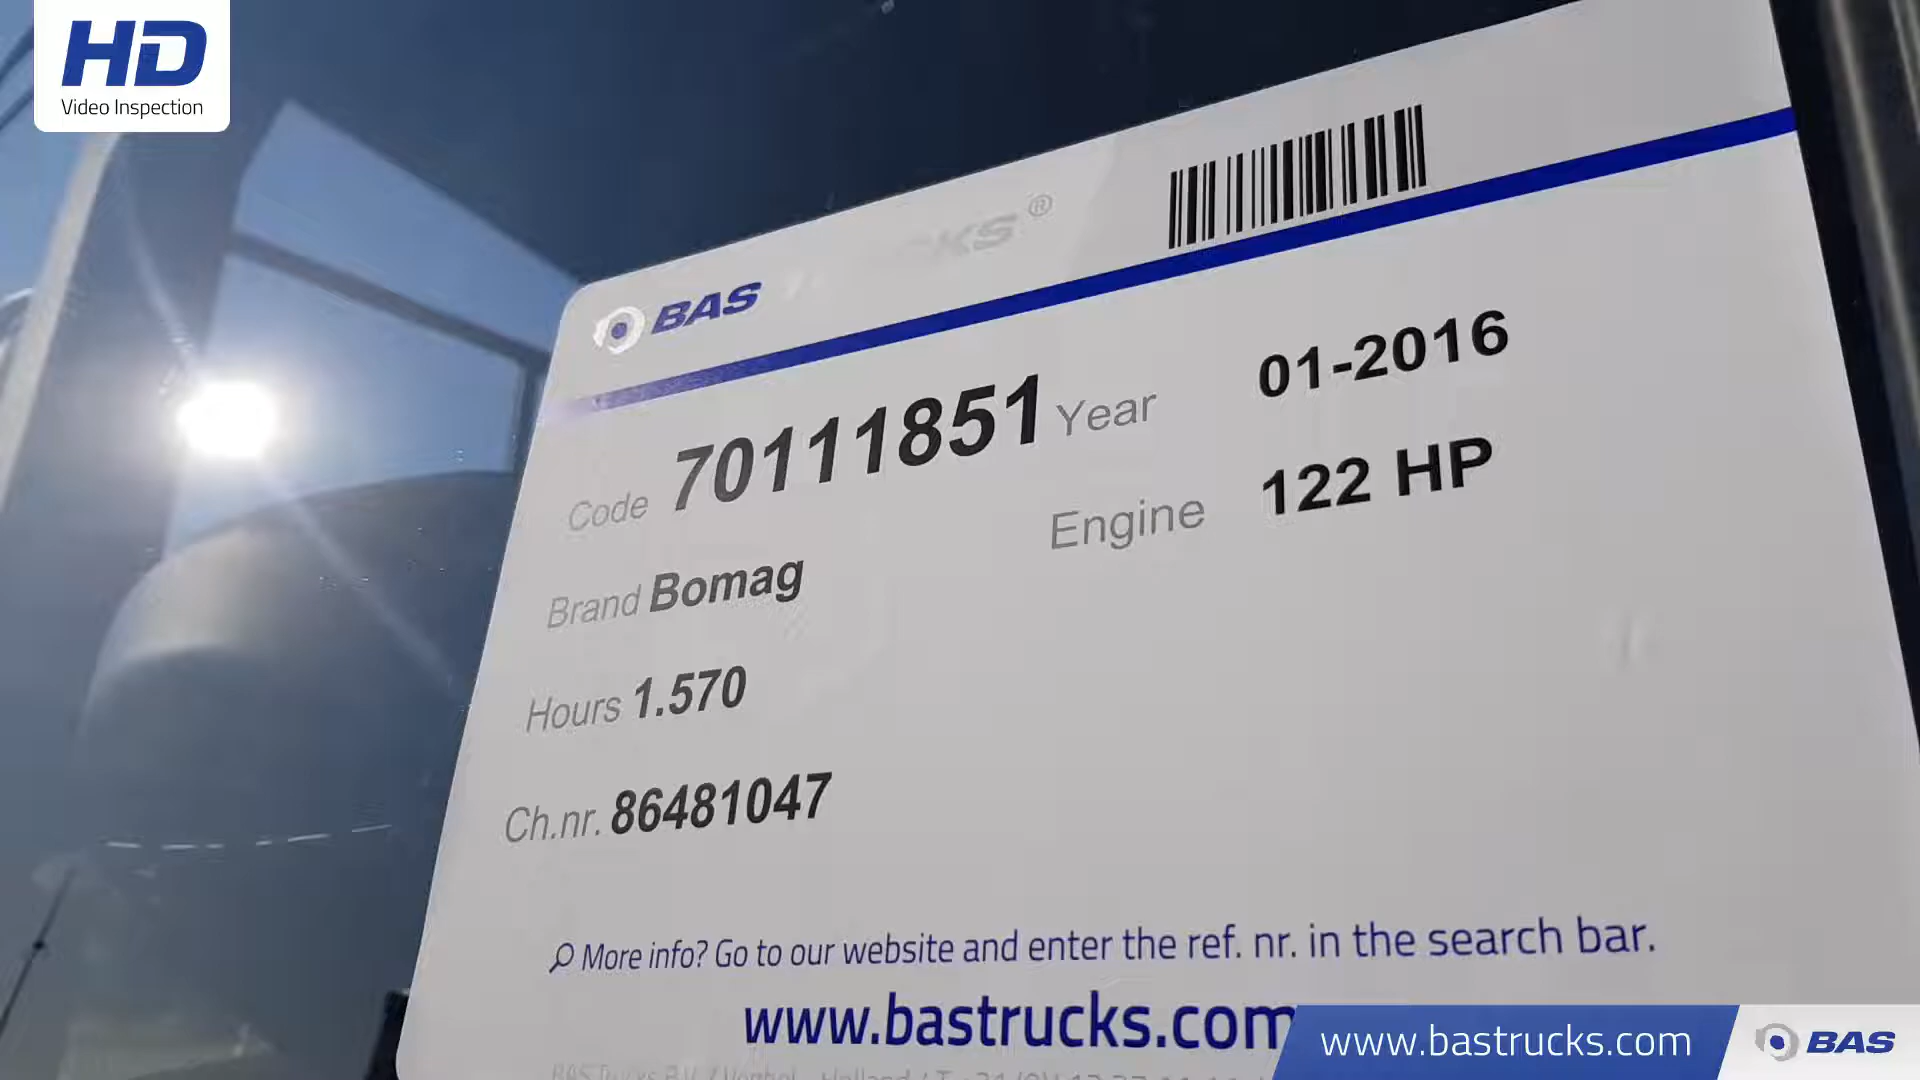 HD
Video Inspection
BAS
®
Code 70111851
Year 01-2016
Brand Bomag
Engine 122 HP
Hours 1.570
Ch.nr. 86481047
More info? Go to our website and enter the ref. nr. in the search bar.
www.bastrucks.com
www.bastrucks.com
BAS